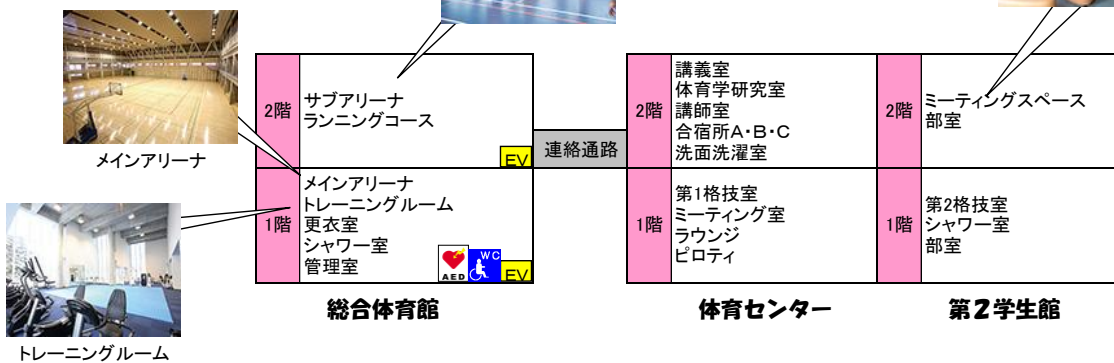 メインアリーナ
トレーニングルーム
2階
サブアリーナ
ランニングコース
EV
1階
メインアリーナ
トレーニングルーム
更衣室
シャワー室
管理室
AED
WC
EV
総合体育館
連絡通路
2階
講義室
体育学研究室
講師室
合宿所A・B・C
洗面洗濯室
1階
第1格技室
ミーティング室
ラウンジ
ピロティ
体育センター
2階
ミーティングスペース
部室
1階
第2格技室
シャワー室
部室
第2学生館